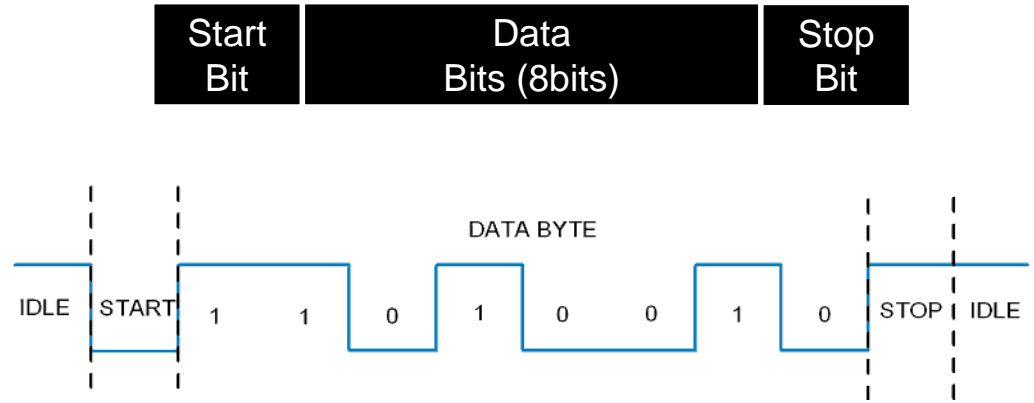 Start
Bit
Data
Bits (8bits)
Stop
Bit
DATA BYTE
IDLE START 1 1 0 1 0 0 1 0 STOP IDLE